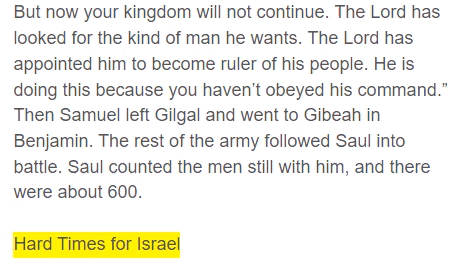 But now your kingdom will not continue. The Lord has
looked for the kind of man he wants. The Lord has
appointed him to become ruler of his people. He is
doing this because you haven’t obeyed his command.”
Then Samuel left Gilgal and went to Gibeah in
Benjamin. The rest of the army followed Saul into
battle. Saul counted the men still with him, and there
were about 600.
Hard Times for Israel